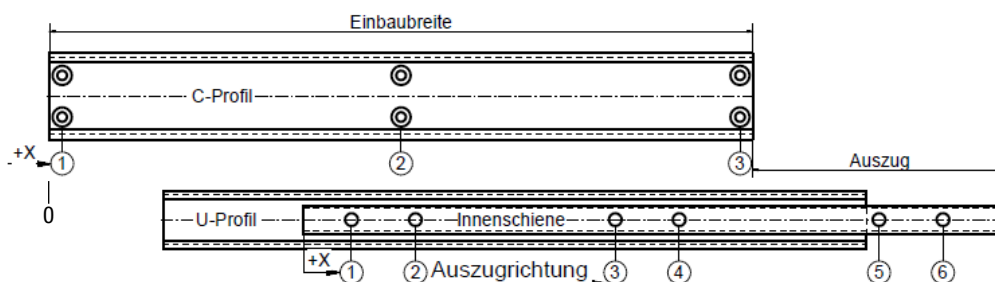 Einbaubreite
C-Profil
+X
1 2 3
Auszug
0
U-Profil Innenschiene
+X 1 2 Auszugrichtung 3 4 5 6